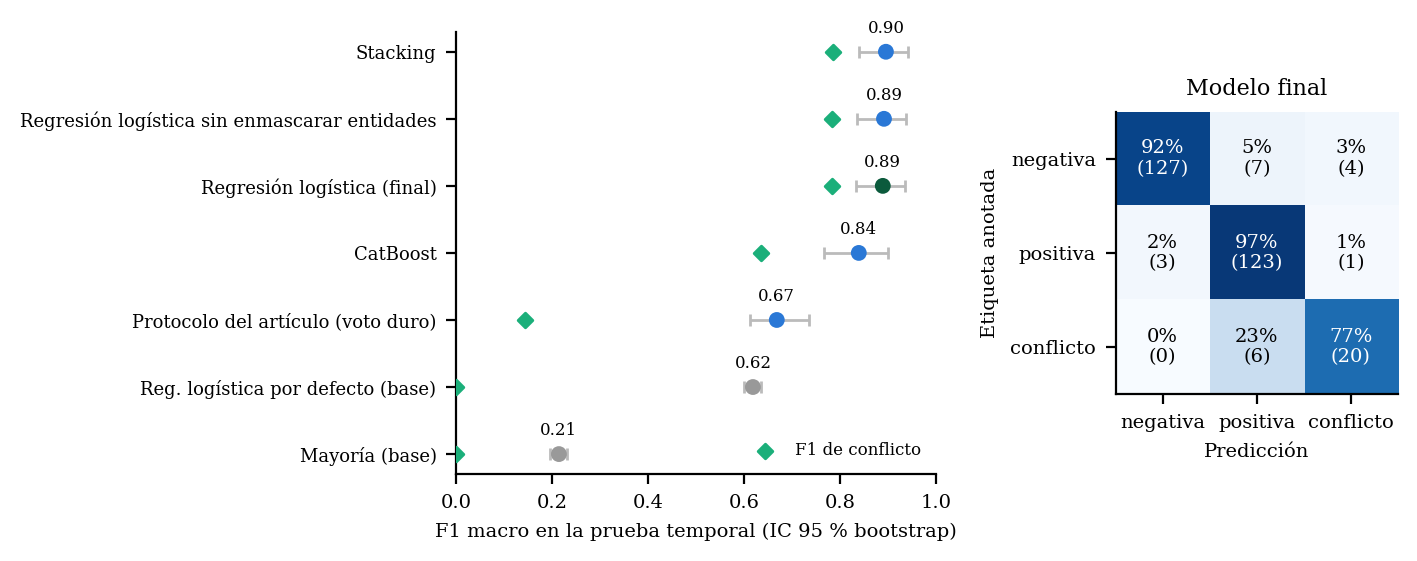 0.90
Stacking
0.89
Regresión logística sin enmascarar entidades
0.89
Regresión logística (final)
0.84
CatBoost
0.67
Protocolo del artículo (voto duro)
0.62
Reg. logística por defecto (base)
0.21
Mayoría (base)
F1 de conflicto
0.0 0.2 0.4 0.6 0.8 1.0
F1 macro en la prueba temporal (IC 95 % bootstrap)
Modelo final
Etiqueta anotada
negativa
92% 5% 3%
(127) (7) (4)
positiva
2% 97% 1%
(3) (123) (1)
conflicto
0% 23% 77%
(0) (6) (20)
negativa positiva conflicto
Predicción